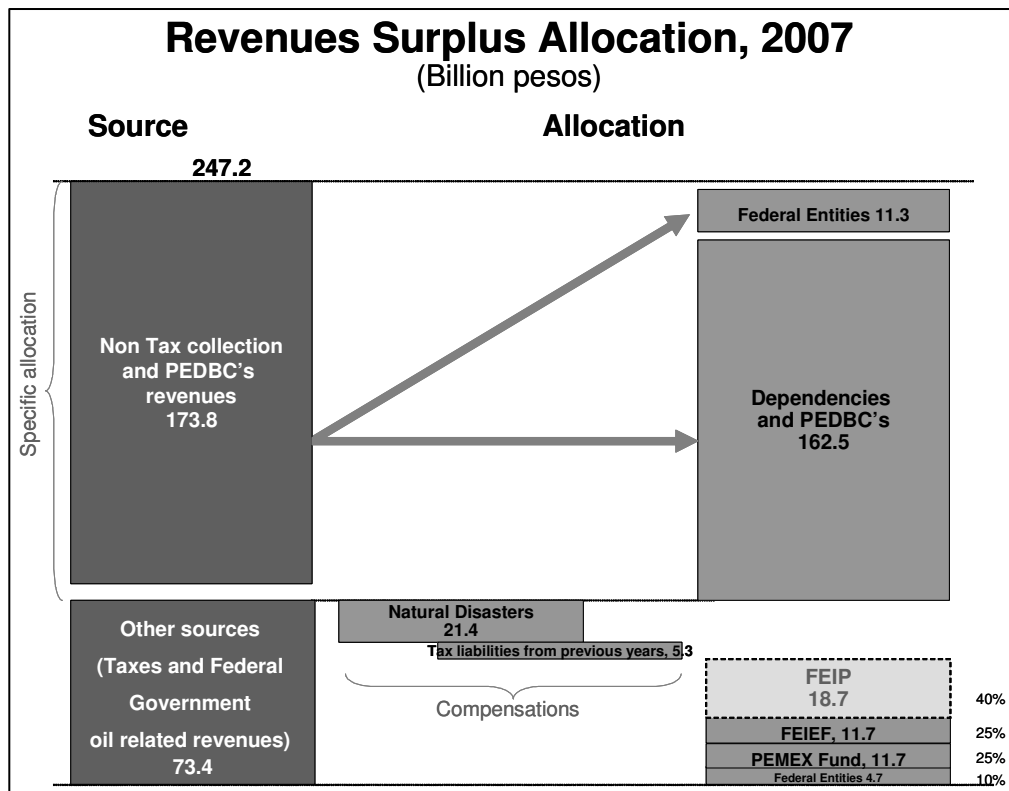 Revenues Surplus Allocation, 2007
(Billion pesos)
Source
Allocation
247.2
Specific allocation
Non Tax collection
and PEDBC's
revenues
173.8
Federal Entities 11.3
Dependencies
and PEDBC's
162.5
Other sources
(Taxes and Federal
Government
oil related revenues)
73.4
Natural Disasters
21.4
Tax liabilities from previous years, 5.3
Compensations
FEIP
18.7
40%
FEIEF, 11.7
25%
PEMEX Fund, 11.7
25%
Federal Entities 4.7
10%